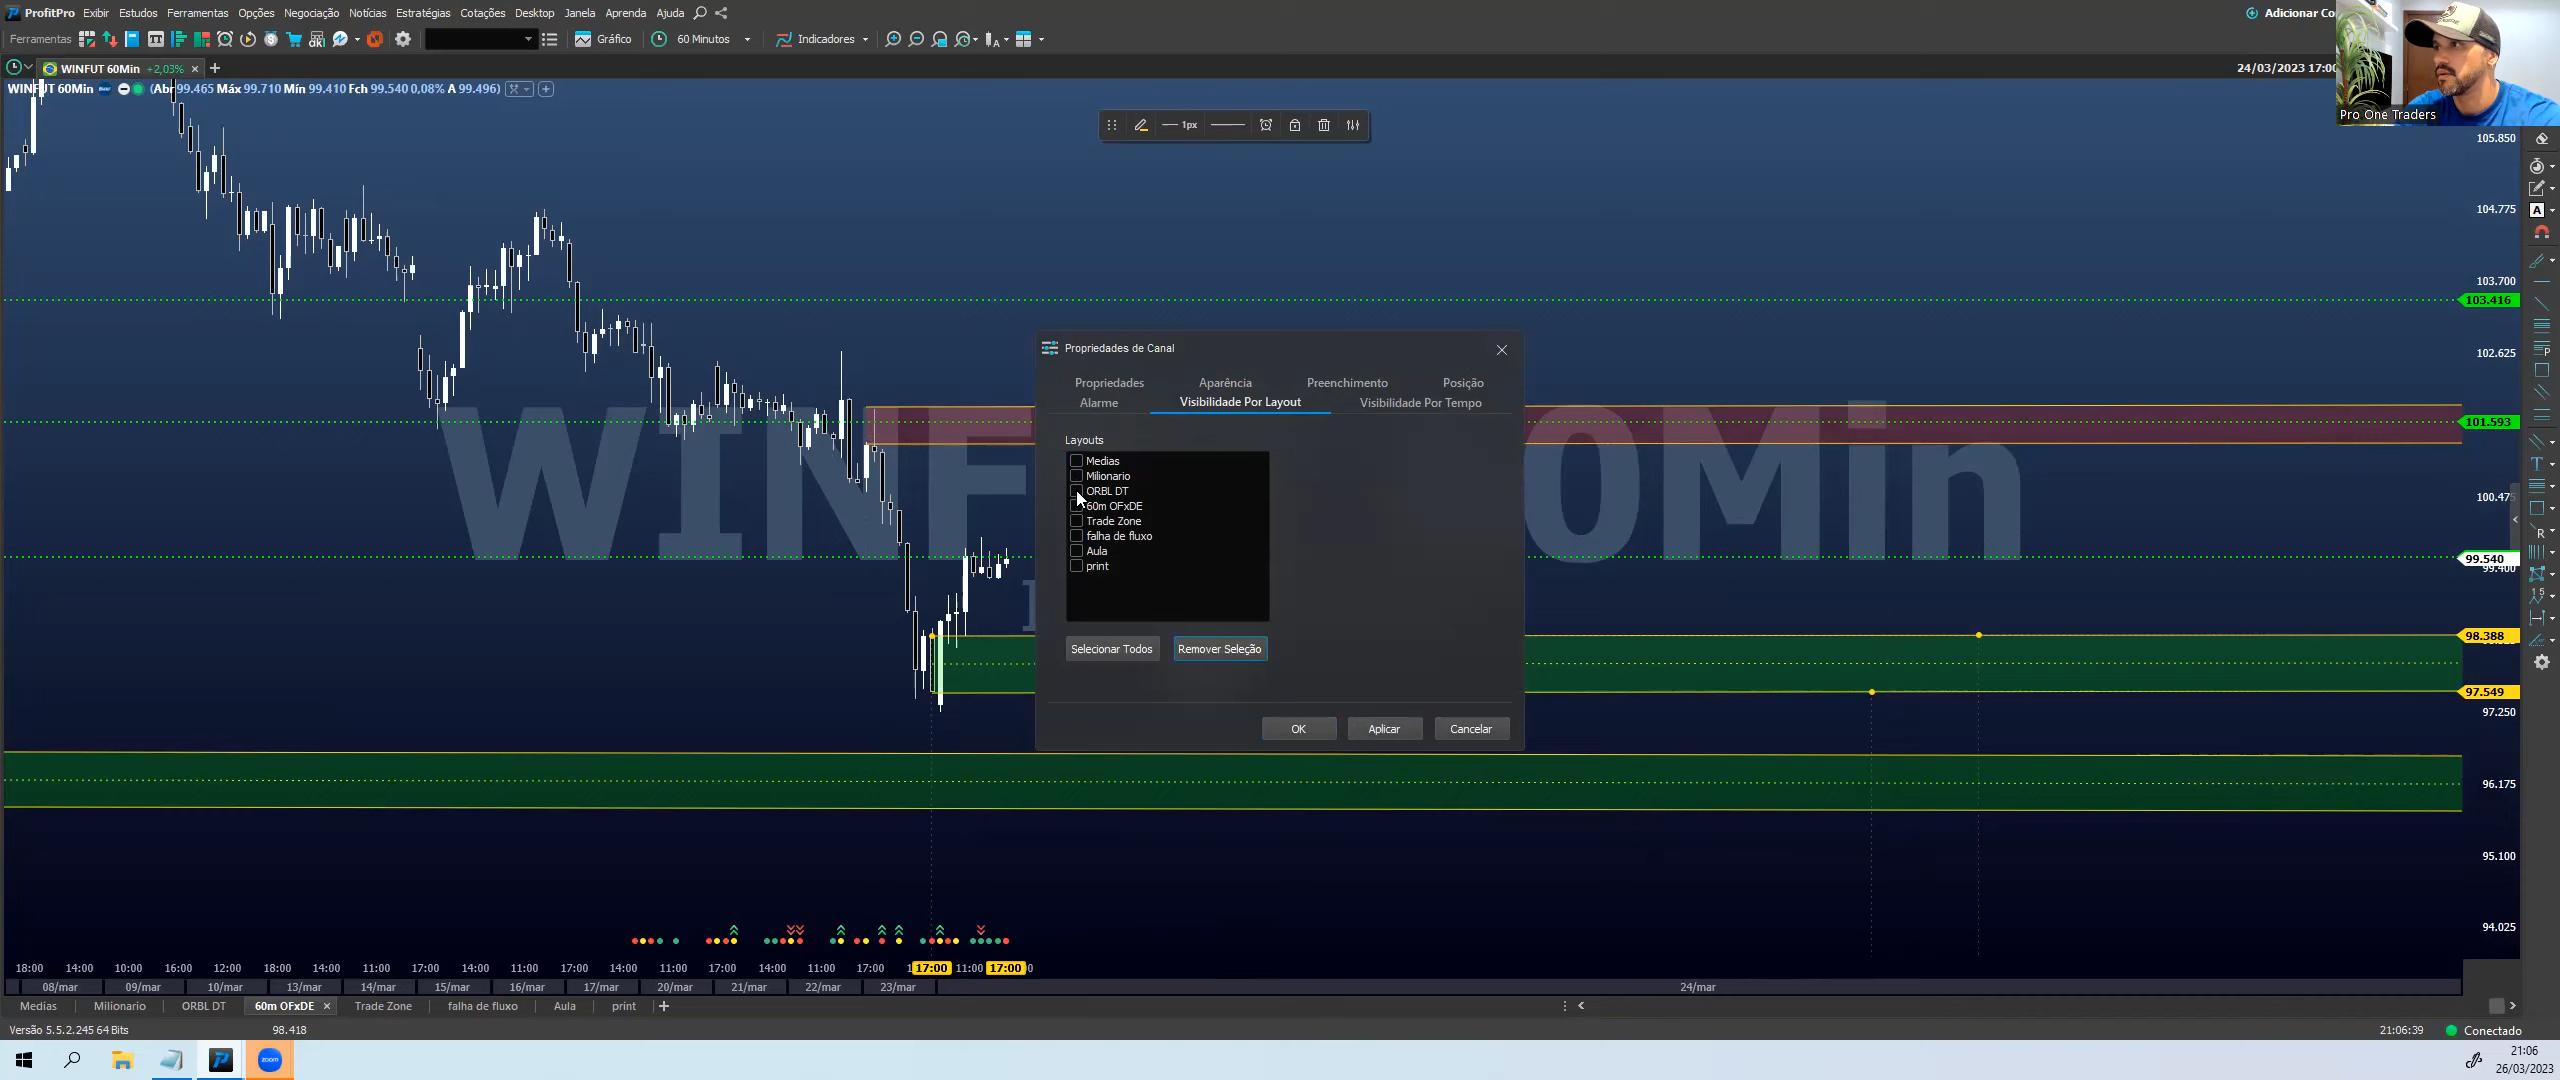 ProfitPro Exibir Estudos Ferramentas Opções Negociação Notícias Estratégias Cotações Desktop Janela Aprenda Ajuda
Adicionar Co
Ferramentas
Gráfico
60 Minutos
Indicadores
WINFUT 60Min +2,03%
24/03/2023 17:00
WINFUT 60Min
(Abr 99.465 Máx 99.710 Mín 99.410 Fch 99.540 0,08% A 99.496)
1px
Pro One Traders
105.850
104.775
103.700
103.416
102.625
101.593
100.475
99.540
99.400
98.388
97.549
97.250
96.175
95.100
94.025
Propriedades de Canal
Propriedades Aparência Preenchimento Posição
Alarme Visibilidade Por Layout Visibilidade Por Tempo
Layouts
Medias
Milionario
ORBL DT
60m OFxDE
Trade Zone
falha de fluxo
Aula
print
Selecionar Todos Remover Seleção
OK Aplicar Cancelar
18:00 14:00 10:00 16:00 12:00 18:00 14:00 11:00 17:00 14:00 11:00 17:00 14:00 11:00 17:00 14:00 11:00 17:00 17:00 11:00 17:00
08/mar 09/mar 10/mar 13/mar 14/mar 15/mar 16/mar 17/mar 20/mar 21/mar 22/mar 23/mar 24/mar
Medias Milionario ORBL DT 60m OFxDE Trade Zone falha de fluxo Aula print
Versão 5.5.2.245 64 Bits 98.418
21:06:39 Conectado
zoom
21:06
26/03/2023